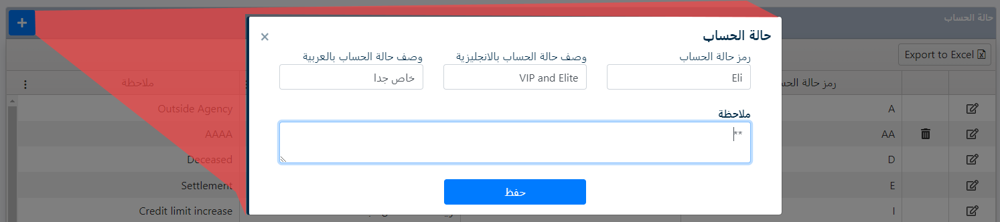 حالة الحساب
Export to Excel
رمز حالة الحس
ملاحظة
A
Outside Agency
AA
AAAA
D
Deceased
E
Settlement
I
Credit limit increase
حالة الحساب
×
رمز حالة الحساب
وصف حالة الحساب بالانجليزية
وصف حالة الحساب بالعربية
Eli
VIP and Elite
خاص جدا
ملاحظة
**
حفظ